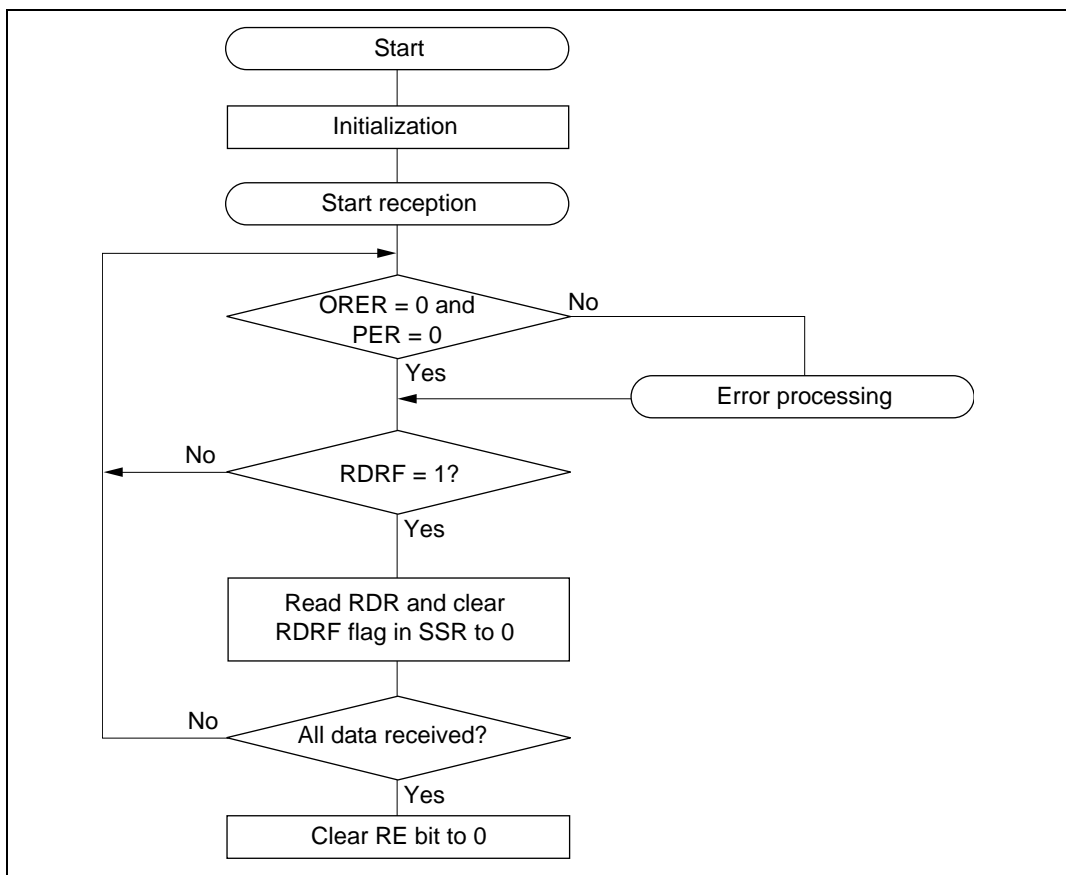 Start
Initialization
Start reception
ORER = 0 and
PER = 0
No
Yes
Error processing
No
RDRF = 1?
Yes
Read RDR and clear
RDRF flag in SSR to 0
No
All data received?
Yes
Clear RE bit to 0